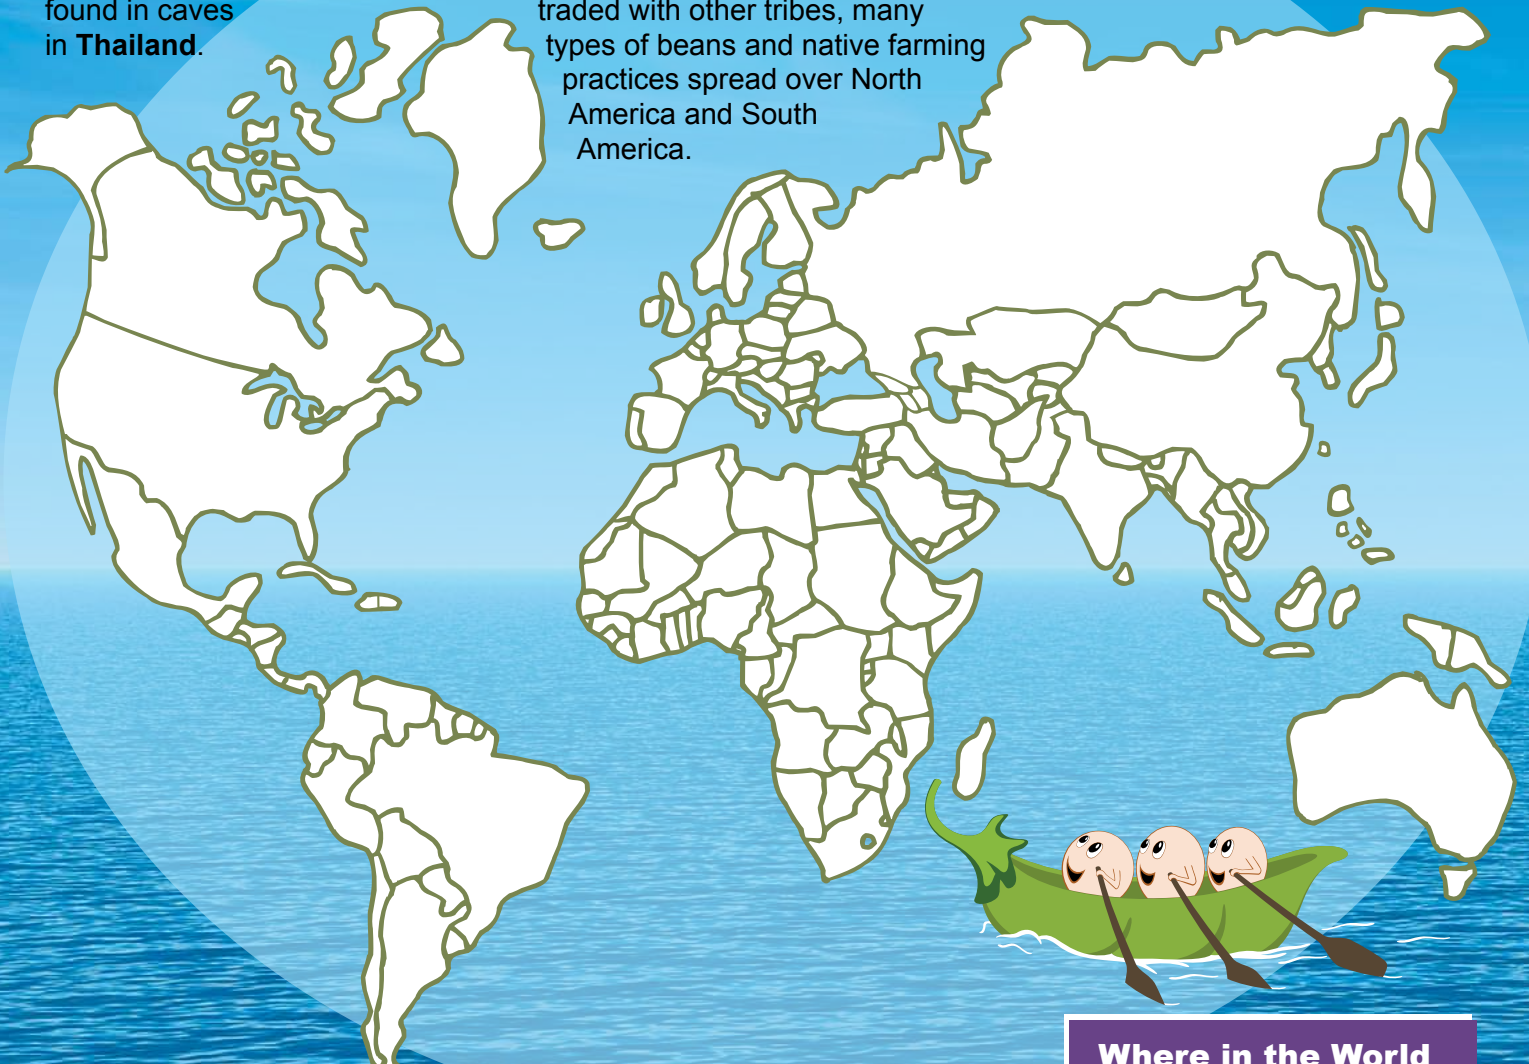 found in caves
in Thailand.
traded with other tribes, many
types of beans and native farming
practices spread over North
America and South
America.
Where in the World